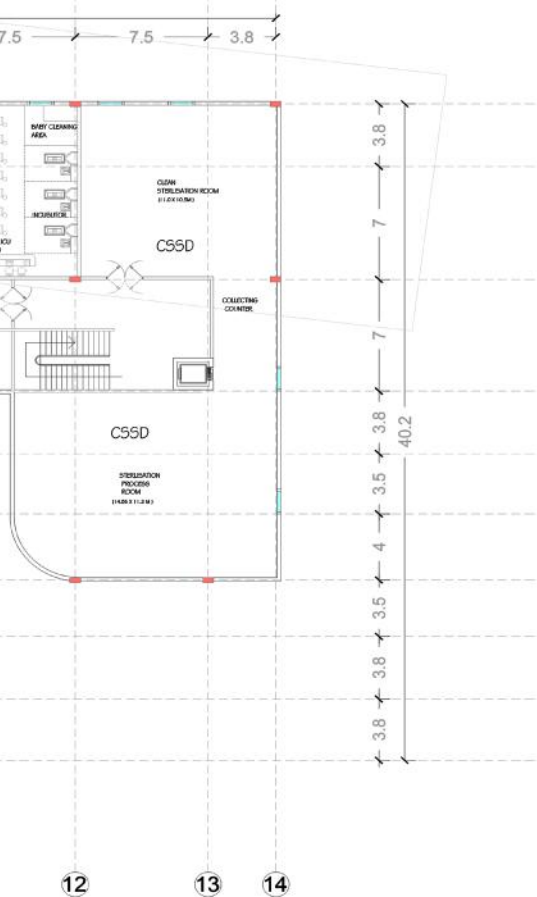 7.5
7.5
3.8
BABY CLEANING
AREA
CLEAN
STERILISATION ROOM
CSSD
INCUBATOR
COLLECTING
COUNTER.
CSSD
STERILISATION
PROCESS
ROOM
3.8
7
7
3.8
3.5
4
3.5
3.8
3.8
40.2
12
13
14